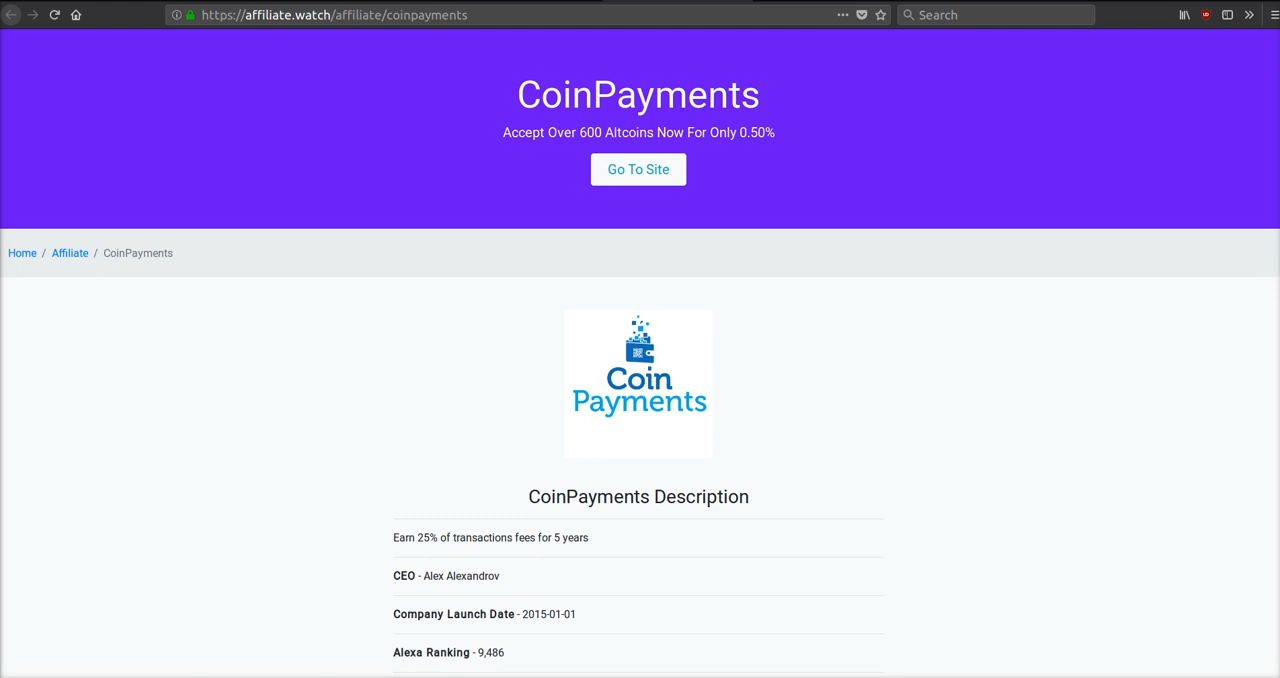 https://affiliate.watch/affiliate/coinpayments
Search
CoinPayments
Accept Over 600 Altcoins Now For Only 0.50%
Go To Site
Home / Affiliate / CoinPayments
Coin
Payments
CoinPayments Description
Earn 25% of transactions fees for 5 years
CEO - Alex Alexandrov
Company Launch Date - 2015-01-01
Alexa Ranking - 9,486